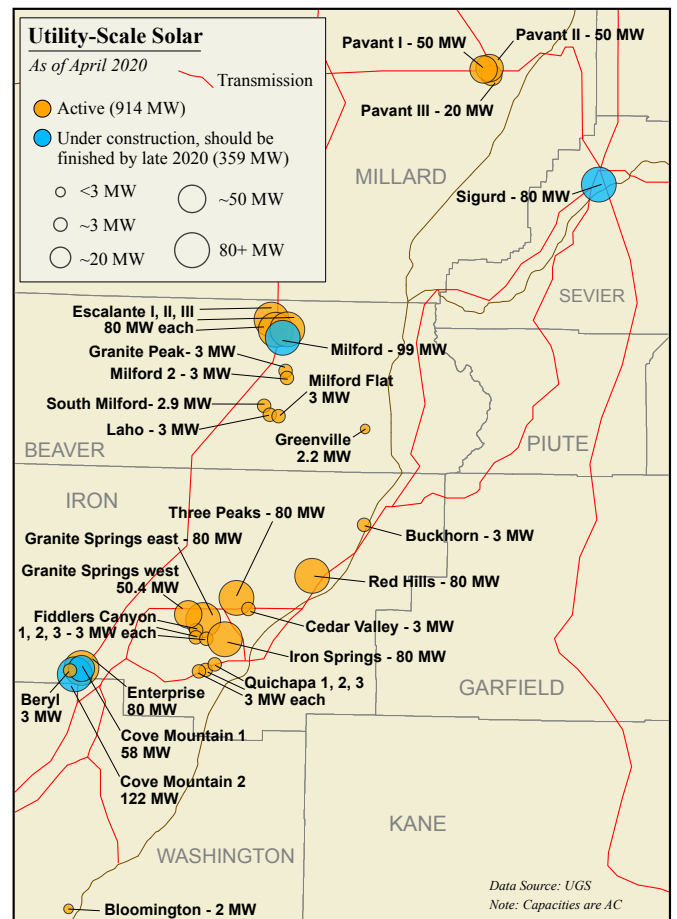 Utility-Scale Solar
As of April 2020
Transmission
Active (914 MW)
Under construction, should be
finished by late 2020 (359 MW)
<3 MW
~3 MW
~20 MW
~50 MW
80+ MW
Pavant I - 50 MW
Pavant II - 50 MW
Pavant III - 20 MW
MILLARD
Sigurd - 80 MW
SEVIER
Escalante I, II, III
80 MW each
Milford - 99 MW
Granite Peak- 3 MW
Milford 2 - 3 MW
Milford Flat
3 MW
South Milford- 2.9 MW
Laho - 3 MW
Greenville
2.2 MW
BEAVER
PIUTE
IRON
Three Peaks - 80 MW
Granite Springs east - 80 MW
Buckhorn - 3 MW
Granite Springs west
50.4 MW
Red Hills - 80 MW
Fiddlers Canyon
1, 2, 3 - 3 MW each
Cedar Valley - 3 MW
Iron Springs - 80 MW
Quichapa 1, 2, 3
3 MW each
Beryl
3 MW
Enterprise
80 MW
GARFIELD
Cove Mountain 1
58 MW
Cove Mountain 2
122 MW
KANE
WASHINGTON
Bloomington - 2 MW
Data Source: UGS
Note: Capacities are AC